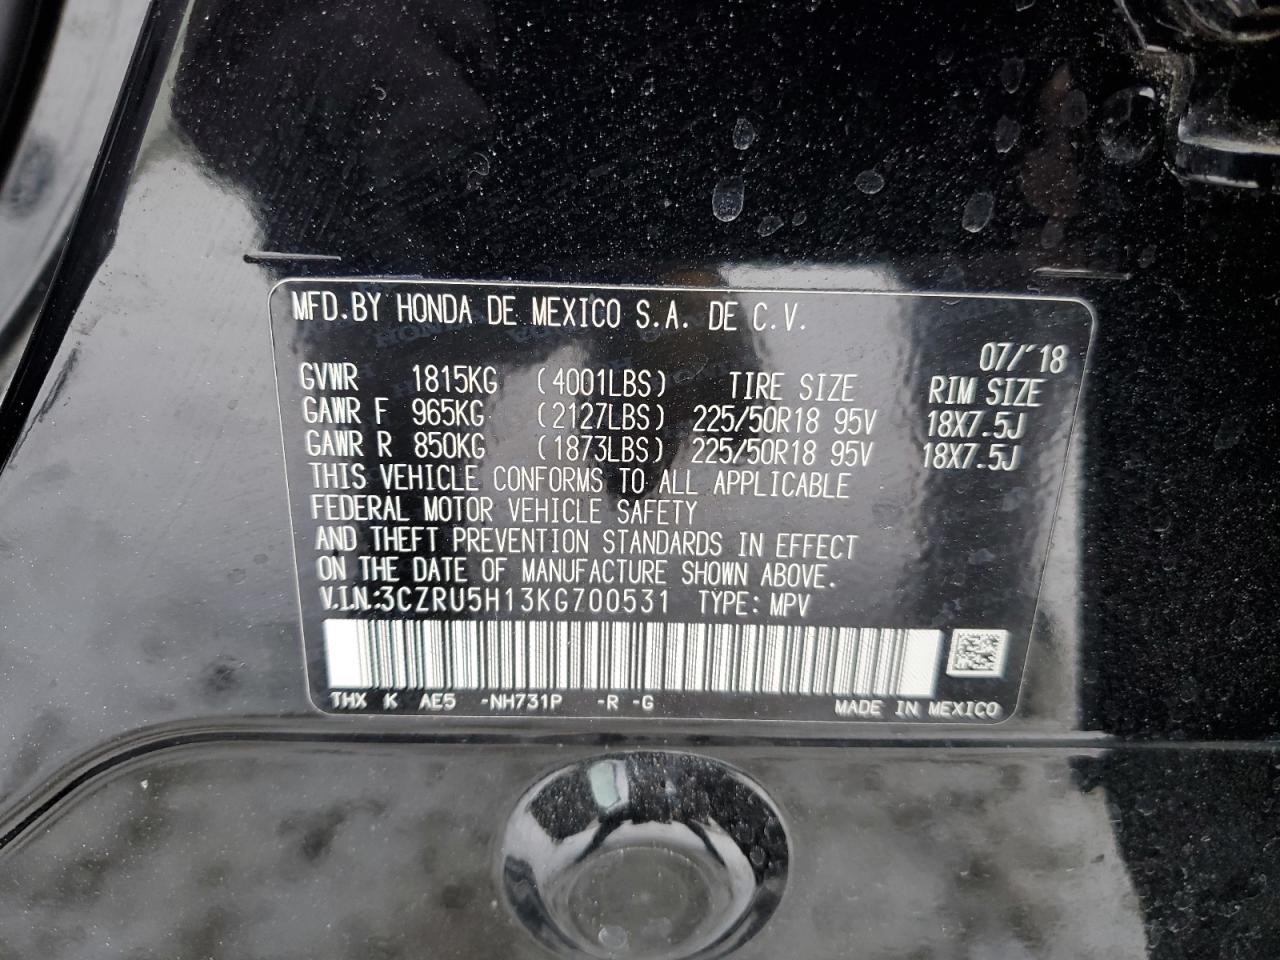 MFD.BY HONDA DE MEXICO S.A. DE C.V.
07/'18
GVWR 1815KG (4001LBS) TIRE SIZE RIM SIZE
GAWR F 965KG (2127LBS) 225/50R18 95V 18X7.5J
GAWR R 850KG (1873LBS) 225/50R18 95V 18X7.5J
THIS VEHICLE CONFORMS TO ALL APPLICABLE
FEDERAL MOTOR VEHICLE SAFETY
AND THEFT PREVENTION STANDARDS IN EFFECT
ON THE DATE OF MANUFACTURE SHOWN ABOVE.
V.I.N.:3CZRU5H13KG700531 TYPE: MPV
THX K AE5 -NH731P -R -G MADE IN MEXICO